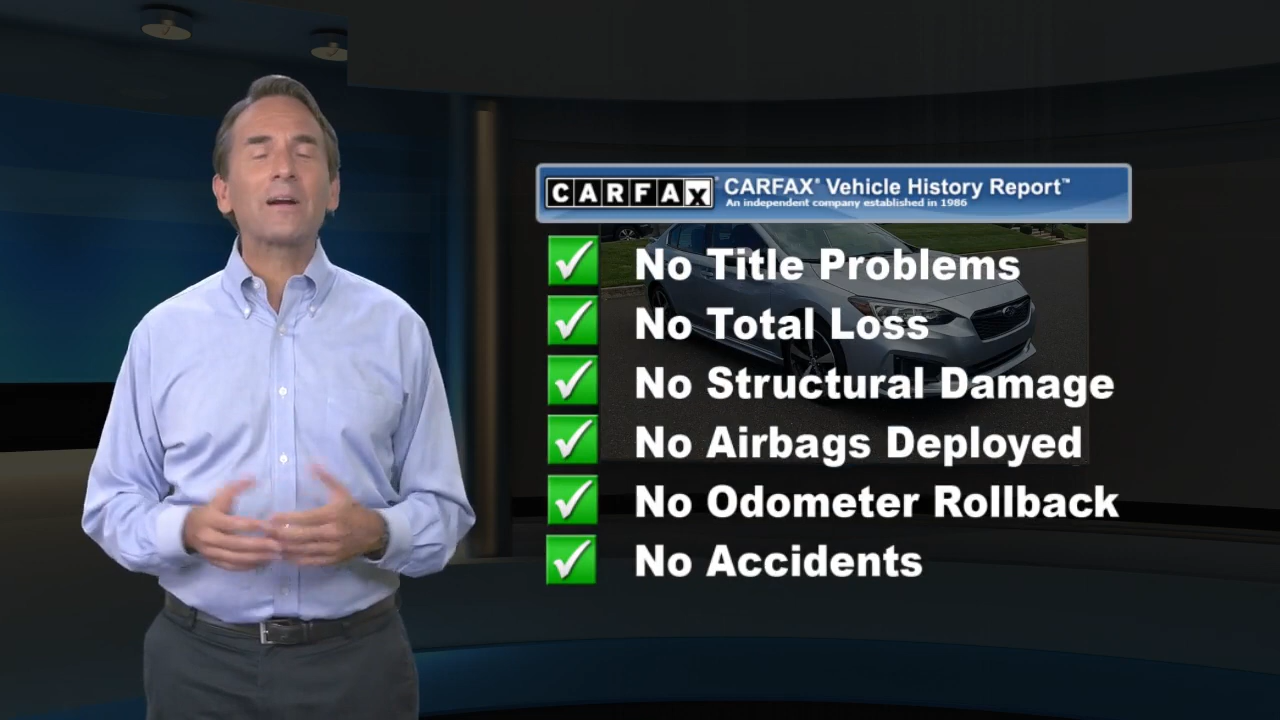 CARFAX® CARFAX® Vehicle History Report™
An independent company established in 1986
No Title Problems
No Total Loss
No Structural Damage
No Airbags Deployed
No Odometer Rollback
No Accidents